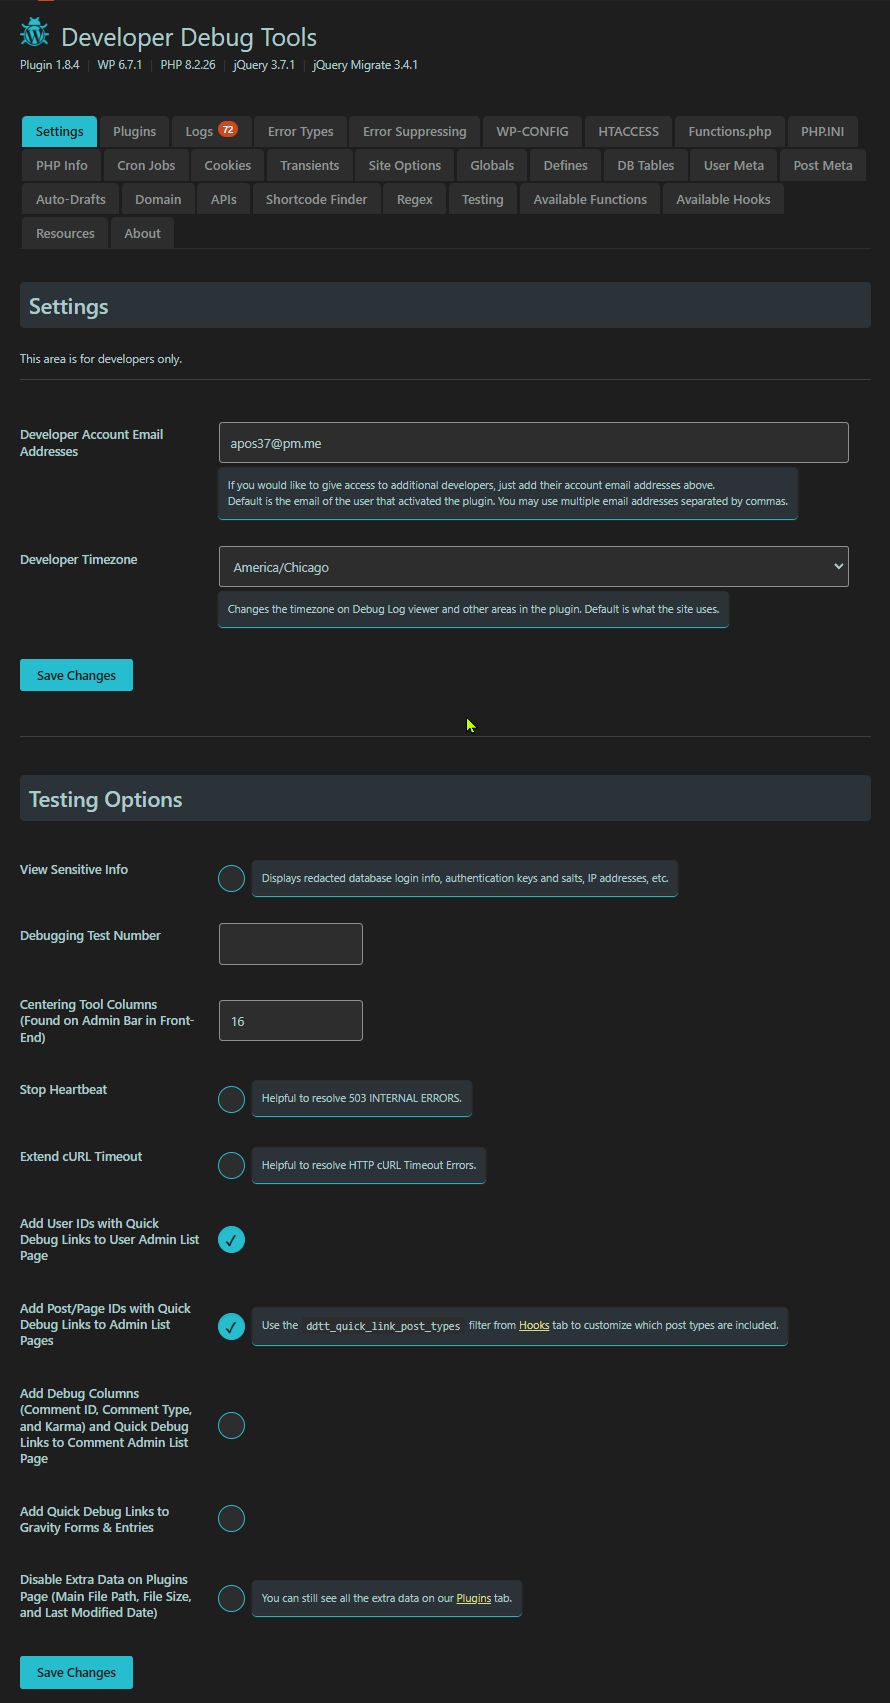 Developer Debug Tools
Plugin 1.8.4 | WP 6.7.1 | PHP 8.2.26 | jQuery 3.7.1 | jQuery Migrate 3.4.1
Settings Plugins Logs 72 Error Types Error Suppressing WP-CONFIG HTACCESS Functions.php PHP.INI
PHP Info Cron Jobs Cookies Transients Site Options Globals Defines DB Tables User Meta Post Meta
Auto-Drafts Domain APIs Shortcode Finder Regex Testing Available Functions Available Hooks
Resources About
Settings
This area is for developers only.
Developer Account Email
Addresses
apos37@pm.me
If you would like to give access to additional developers, just add their account email addresses above.
Default is the email of the user that activated the plugin. You may use multiple email addresses separated by commas.
Developer Timezone
America/Chicago
Changes the timezone on Debug Log viewer and other areas in the plugin. Default is what the site uses.
Save Changes
Testing Options
View Sensitive Info
Displays redacted database login info, authentication keys and salts, IP addresses, etc.
Debugging Test Number
Centering Tool Columns
(Found on Admin Bar in Front-
End)
16
Stop Heartbeat
Helpful to resolve 503 INTERNAL ERRORS.
Extend cURL Timeout
Helpful to resolve HTTP cURL Timeout Errors.
Add User IDs with Quick
Debug Links to User Admin List
Page
Add Post/Page IDs with Quick
Debug Links to Admin List
Pages
Use the ddtt_quick_link_post_types filter from Hooks tab to customize which post types are included.
Add Debug Columns
(Comment ID, Comment Type,
and Karma) and Quick Debug
Links to Comment Admin List
Page
Add Quick Debug Links to
Gravity Forms & Entries
Disable Extra Data on Plugins
Page (Main File Path, File Size,
and Last Modified Date)
You can still see all the extra data on our Plugins tab.
Save Changes